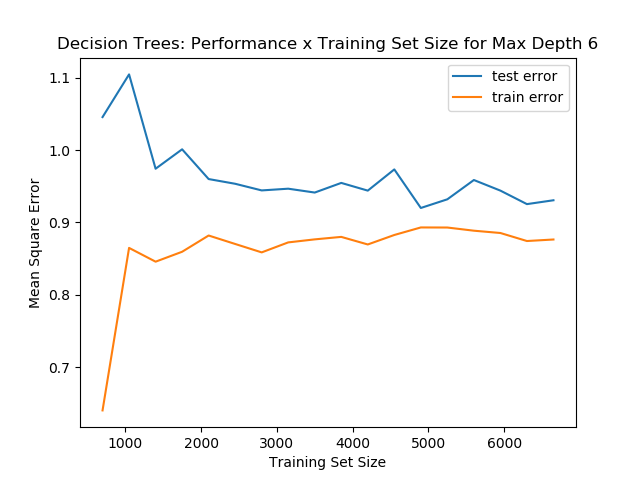 Decision Trees: Performance x Training Set Size for Max Depth 6
test error
train error
Mean Square Error
1.1
1.0
0.9
0.8
0.7
1000 2000 3000 4000 5000 6000
Training Set Size